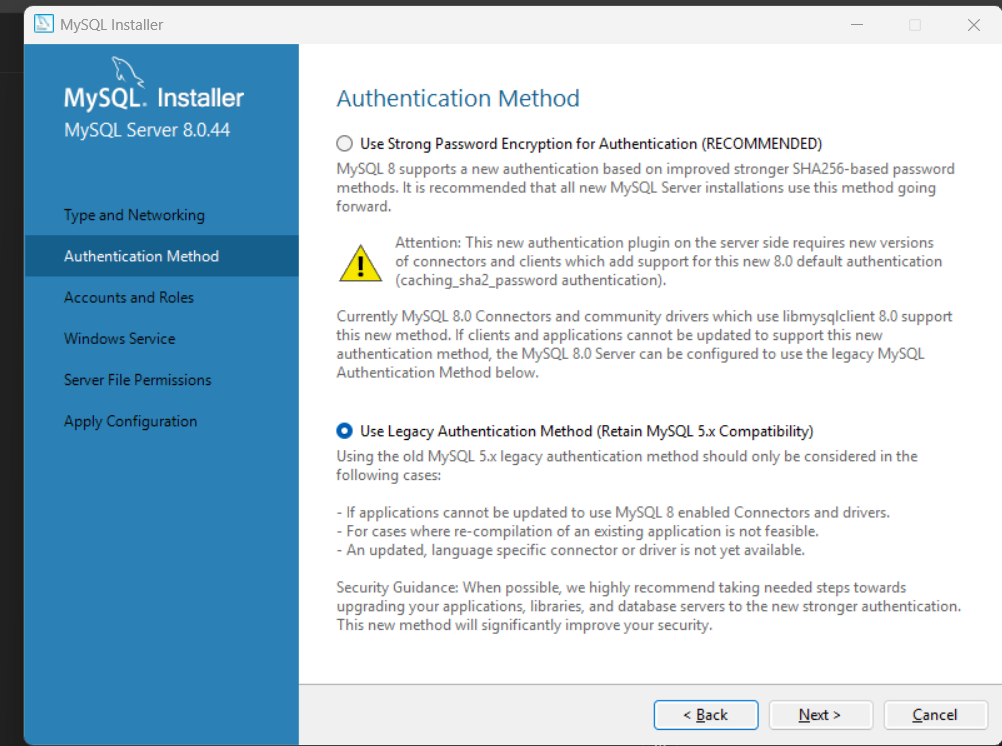 MySQL Installer
MySQL. Installer
MySQL Server 8.0.44
Type and Networking
Authentication Method
Accounts and Roles
Windows Service
Server File Permissions
Apply Configuration
Authentication Method
Use Strong Password Encryption for Authentication (RECOMMENDED)
MySQL 8 supports a new authentication based on improved stronger SHA256-based password
methods. It is recommended that all new MySQL Server installations use this method going
forward.
Attention: This new authentication plugin on the server side requires new versions
of connectors and clients which add support for this new 8.0 default authentication
(caching_sha2_password authentication).
Currently MySQL 8.0 Connectors and community drivers which use libmysqlclient 8.0 support
this new method. If clients and applications cannot be updated to support this new
authentication method, the MySQL 8.0 Server can be configured to use the legacy MySQL
Authentication Method below.
Use Legacy Authentication Method (Retain MySQL 5.x Compatibility)
Using the old MySQL 5.x legacy authentication method should only be considered in the
following cases:
- If applications cannot be updated to use MySQL 8 enabled Connectors and drivers.
- For cases where re-compilation of an existing application is not feasible.
- An updated, language specific connector or driver is not yet available.
Security Guidance: When possible, we highly recommend taking needed steps towards
upgrading your applications, libraries, and database servers to the new stronger authentication.
This new method will significantly improve your security.
< Back
Next >
Cancel